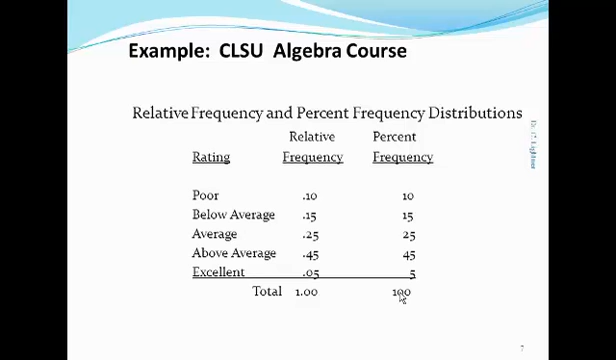 Example: CLSU Algebra Course
Relative Frequency and Percent Frequency Distributions
Relative Percent
Rating Frequency Frequency
Poor .10 10
Below Average .15 15
Average .25 25
Above Average .45 45
Excellent .05 5
Total 1.00 100
7